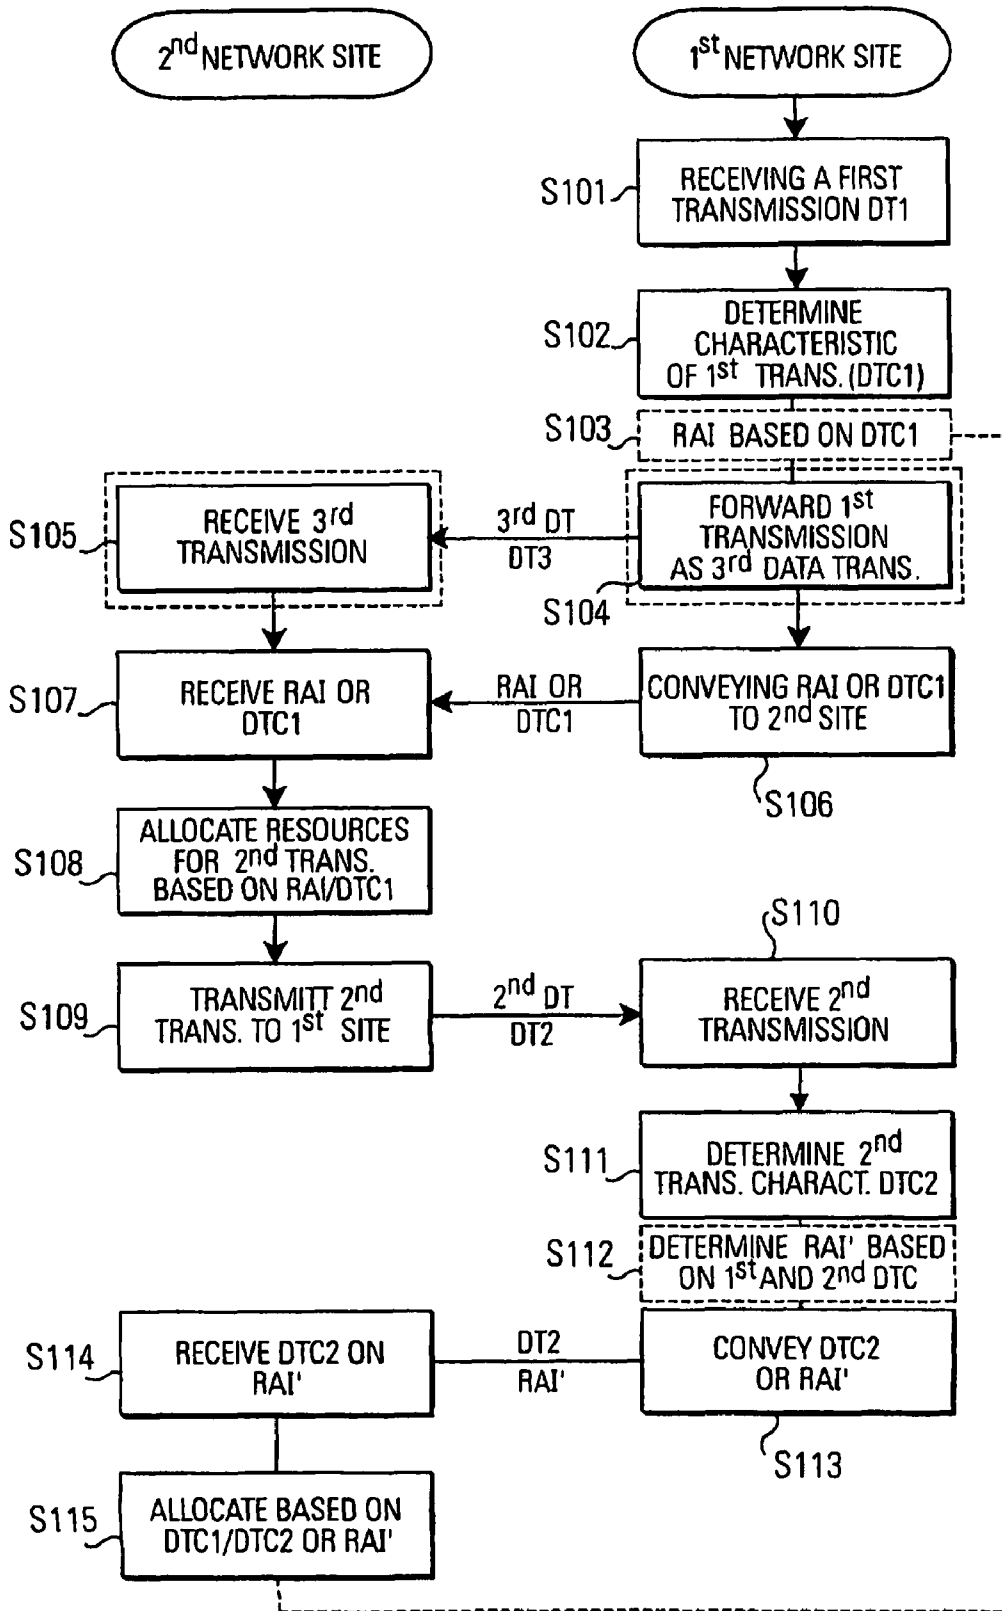 2nd NETWORK SITE
1st NETWORK SITE
S101
RECEIVING A FIRST
TRANSMISSION DT1
S102
DETERMINE
CHARACTERISTIC
OF 1st TRANS. (DTC1)
S103
RAI BASED ON DTC1
S105
RECEIVE 3rd
TRANSMISSION
3rd DT
DT3
FORWARD 1st
TRANSMISSION
AS 3rd DATA TRANS.
S104
S107
RECEIVE RAI OR
DTC1
RAI OR
DTC1
CONVEYING RAI OR DTC1
TO 2nd SITE
S106
S108
ALLOCATE RESOURCES
FOR 2nd TRANS.
BASED ON RAI/DTC1
S110
S109
TRANSMITT 2nd
TRANS. TO 1st SITE
2nd DT
DT2
RECEIVE 2nd
TRANSMISSION
S111
DETERMINE 2nd
TRANS. CHARACT. DTC2
S112
DETERMINE RAI' BASED
ON 1st AND 2nd DTC
S114
RECEIVE DTC2 ON
RAI'
DT2
RAI'
CONVEY DTC2
OR RAI'
S113
S115
ALLOCATE BASED ON
DTC1/DTC2 OR RAI'